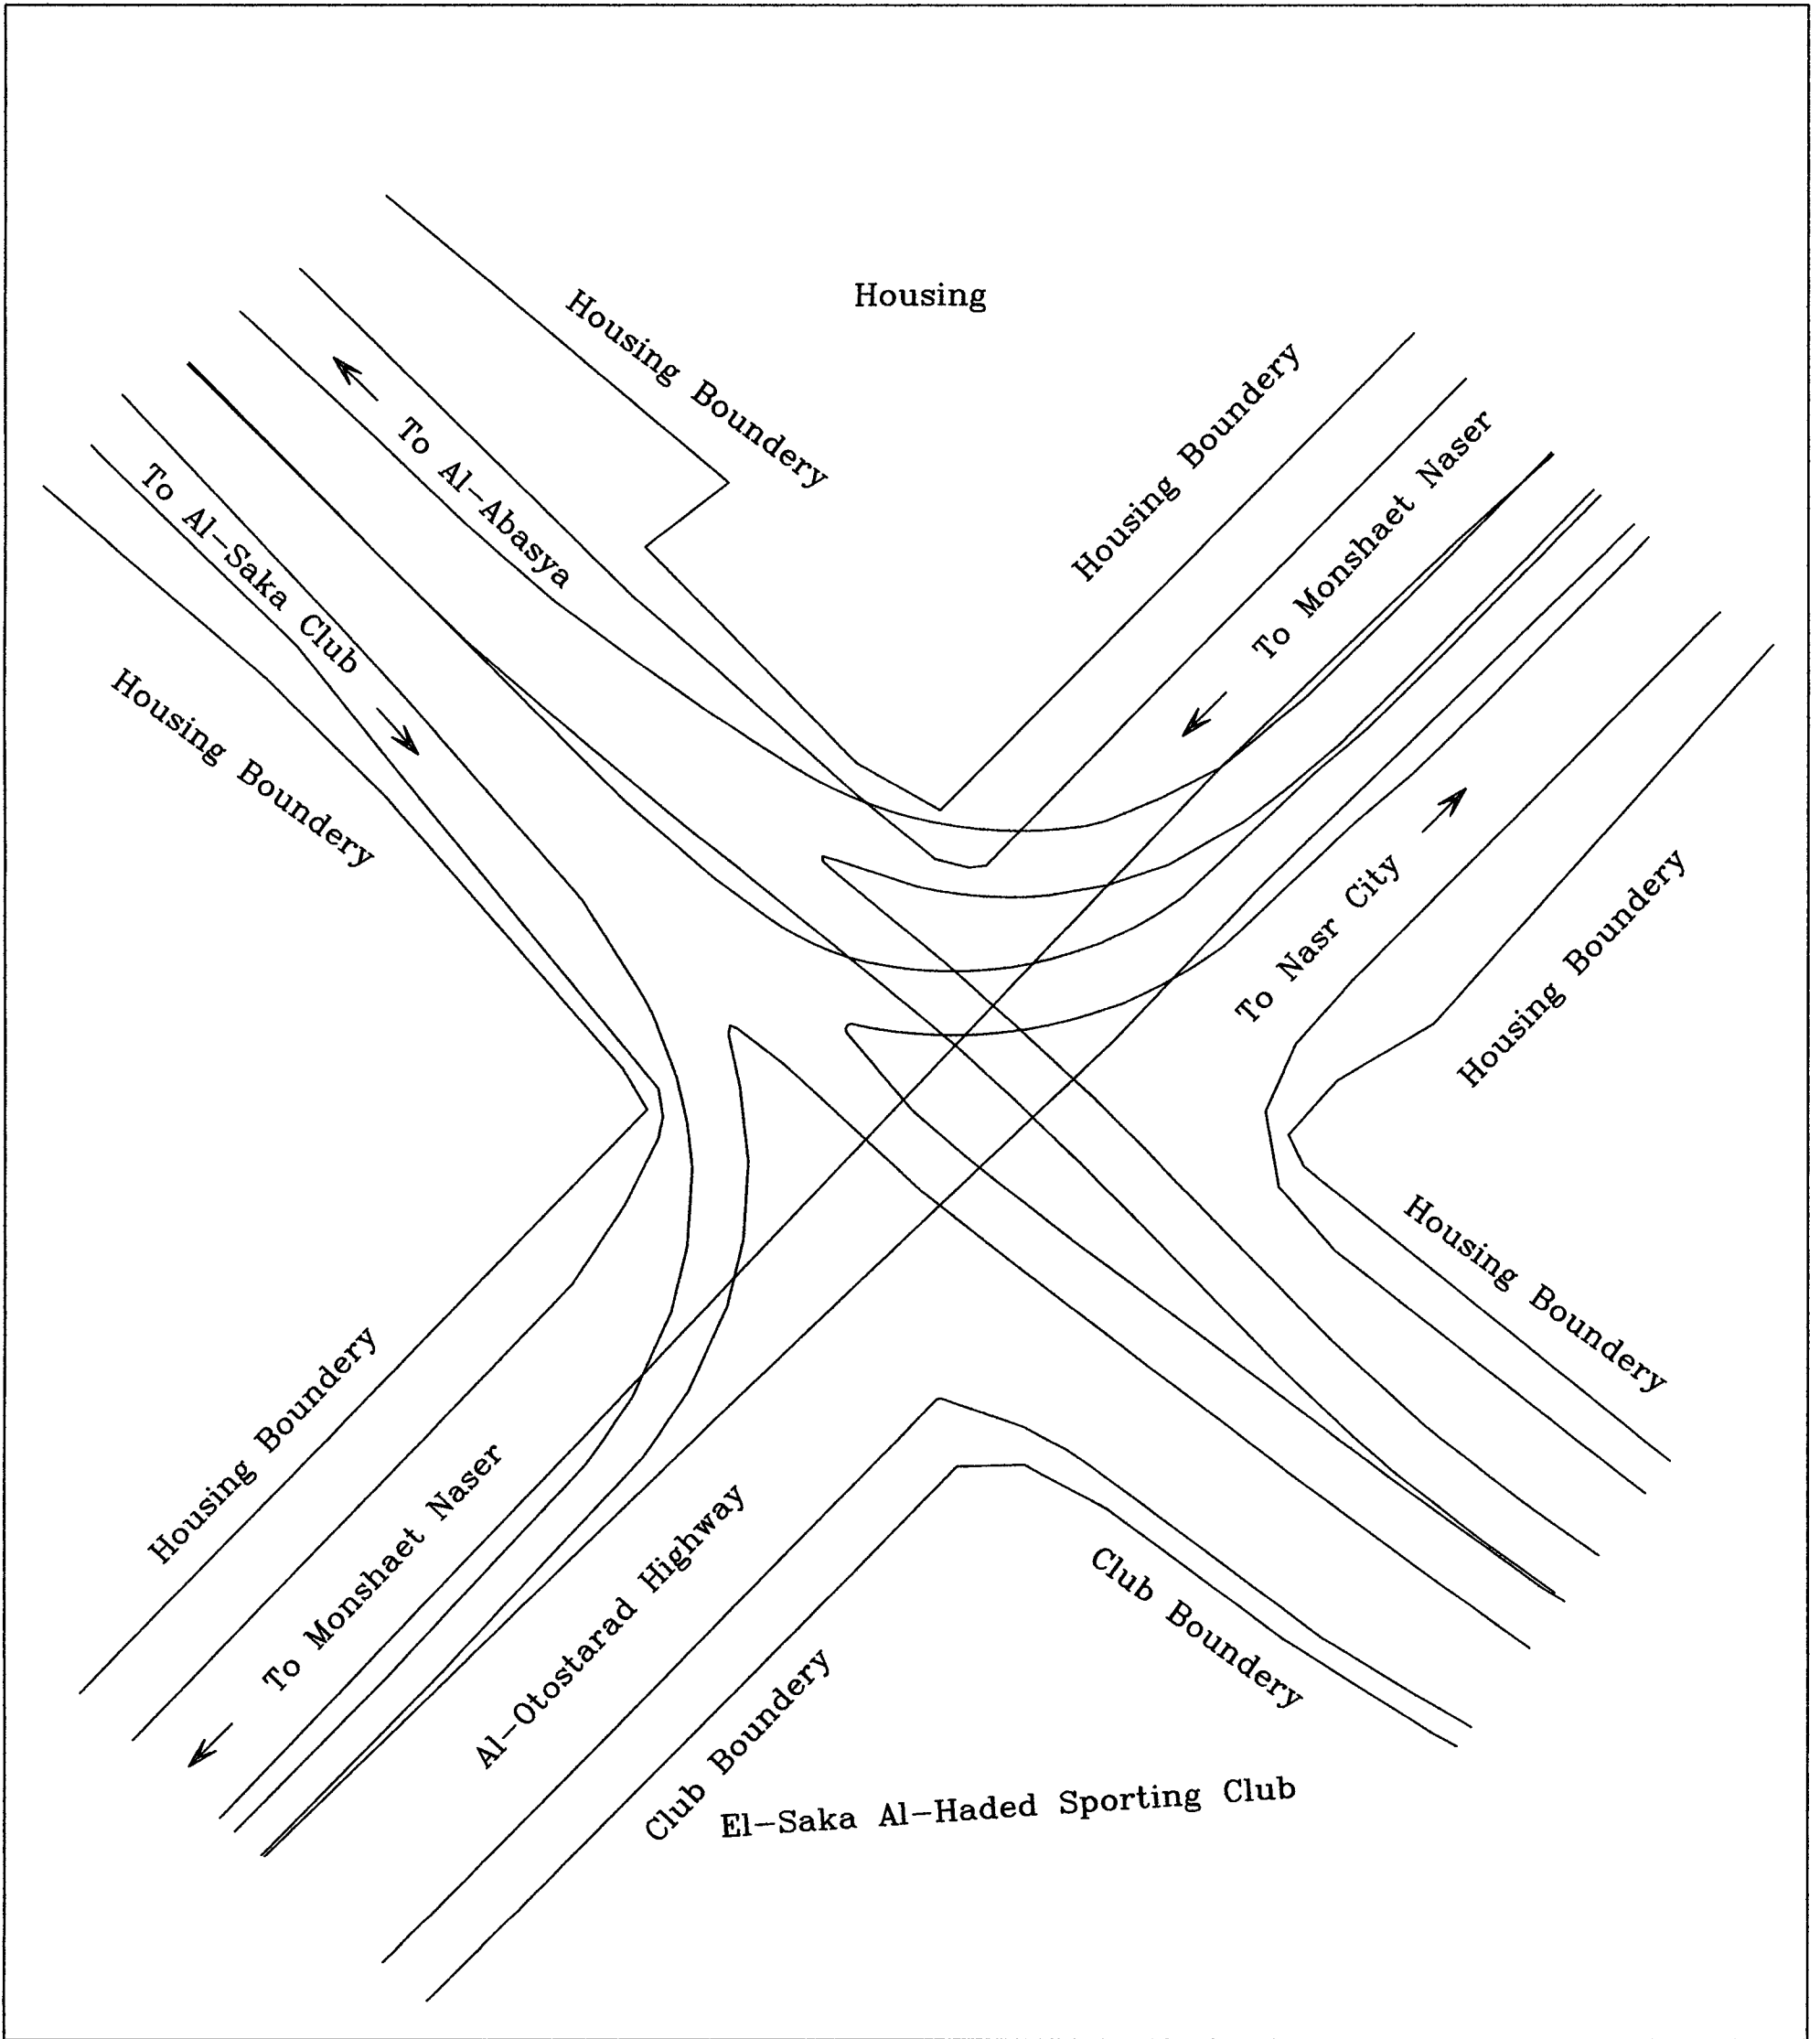 Housing
Housing Boundery
Housing Boundery
To Al-Abasya
To Monshaet Naser
To Al-Saka Club
Housing Boundery
To Nasr City
Housing Boundery
Housing Boundery
Housing Boundery
To Monshaet Naser
Al-Otostarad Highway
Club Boundery
Club Boundery
El-Saka Al-Haded Sporting Club